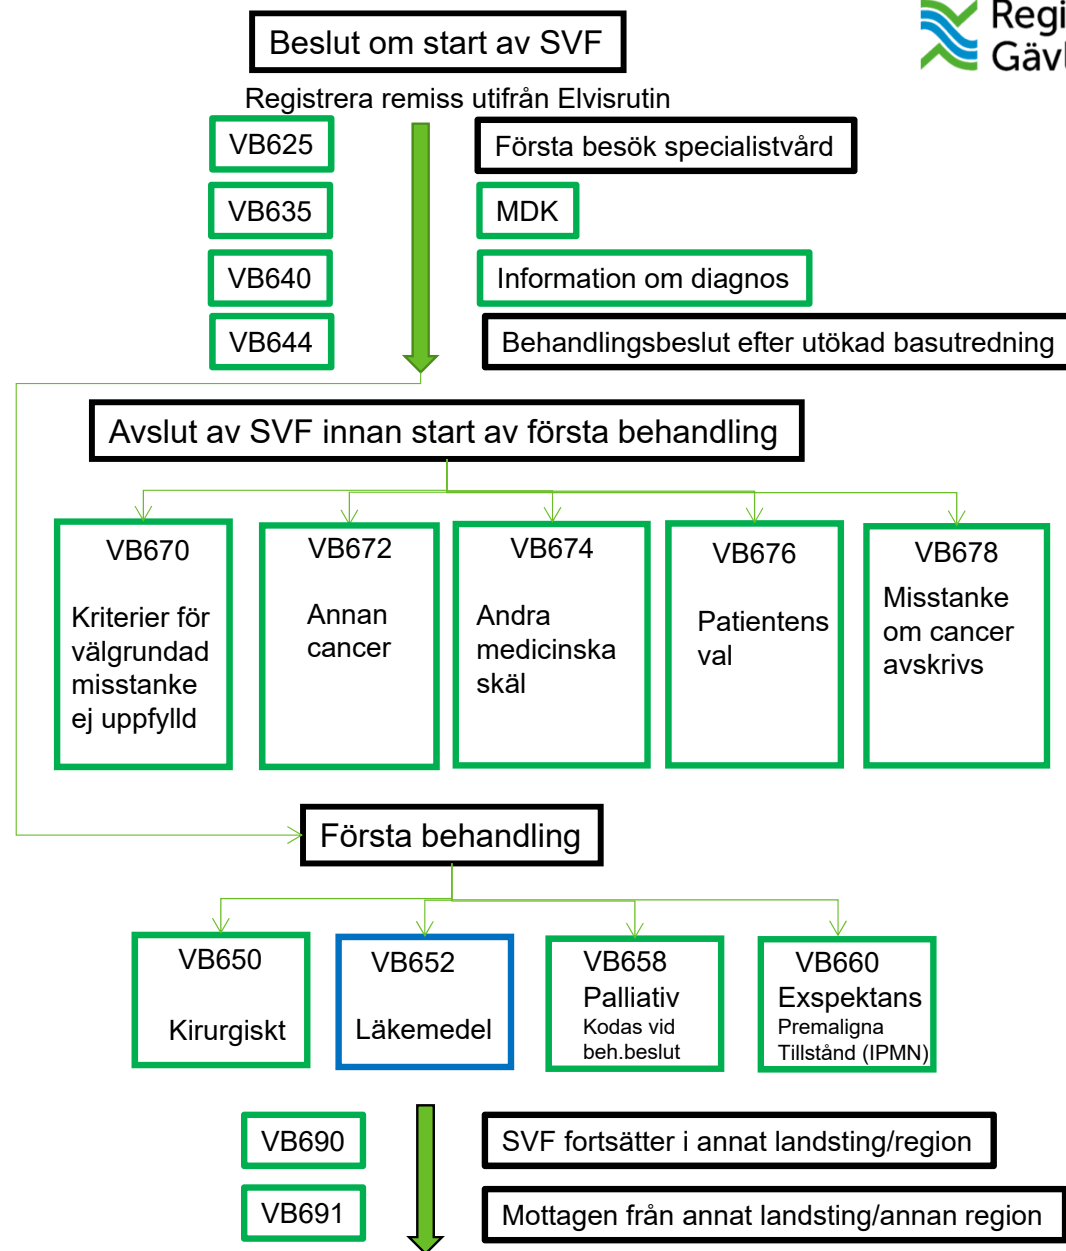 Regi
Gävl
Beslut om start av SVF
Registrera remiss utifrån Elvisrutin
VB625
Första besök specialistvård
VB635
MDK
VB640
Information om diagnos
VB644
Behandlingsbeslut efter utökad basutredning
Avslut av SVF innan start av första behandling
VB670
Kriterier för
välgrundad
misstanke
ej uppfylld
VB672
Annan
cancer
VB674
Andra
medicinska
skäl
VB676
Patientens
val
VB678
Misstanke
om cancer
avskrivs
Första behandling
VB650
Kirurgiskt
VB652
Läkemedel
VB658
Palliativ
Kodas vid
beh.beslut
VB660
Exspektans
Premaligna
Tillstånd (IPMN)
VB690
SVF fortsätter i annat landsting/region
VB691
Mottagen från annat landsting/annan region